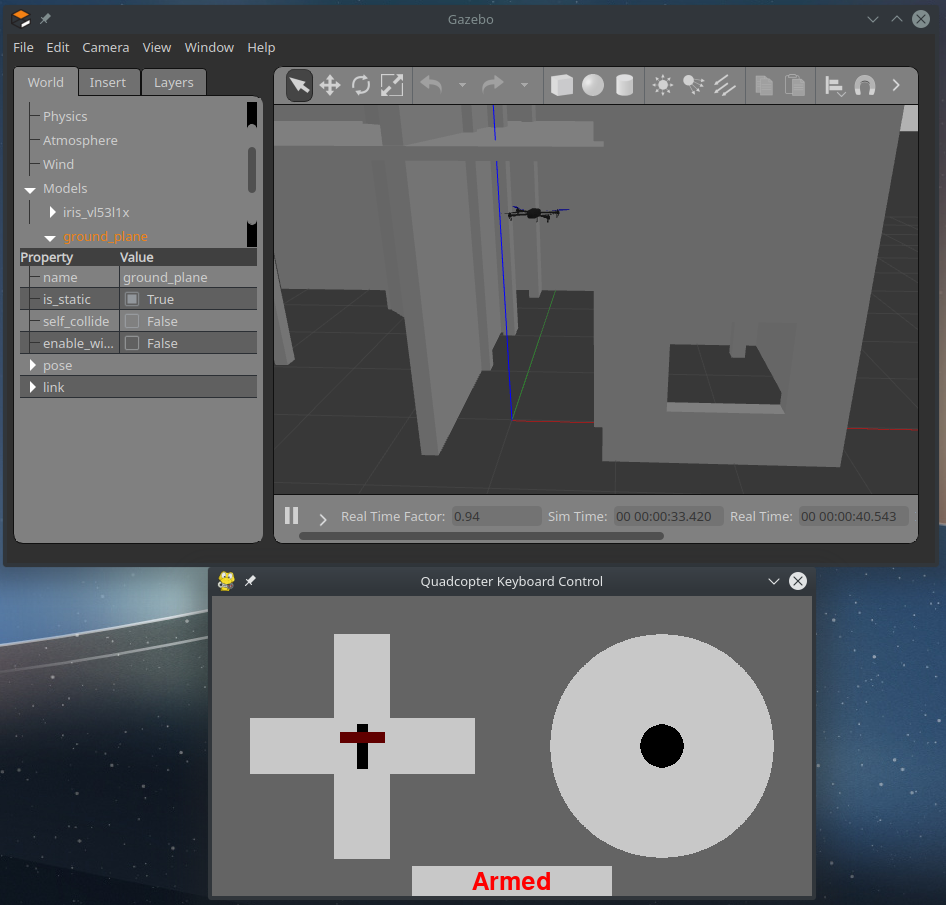 Gazebo
File Edit Camera View Window Help
World Insert Layers
Physics
Atmosphere
Wind
Models
iris_vl53l1x
ground_plane
Property Value
name ground_plane
is_static True
self_collide False
enable_wi... False
pose
link
Real Time Factor: 0.94 Sim Time: 00 00:00:33.420 Real Time: 00 00:00:40.543
Quadcopter Keyboard Control
Armed